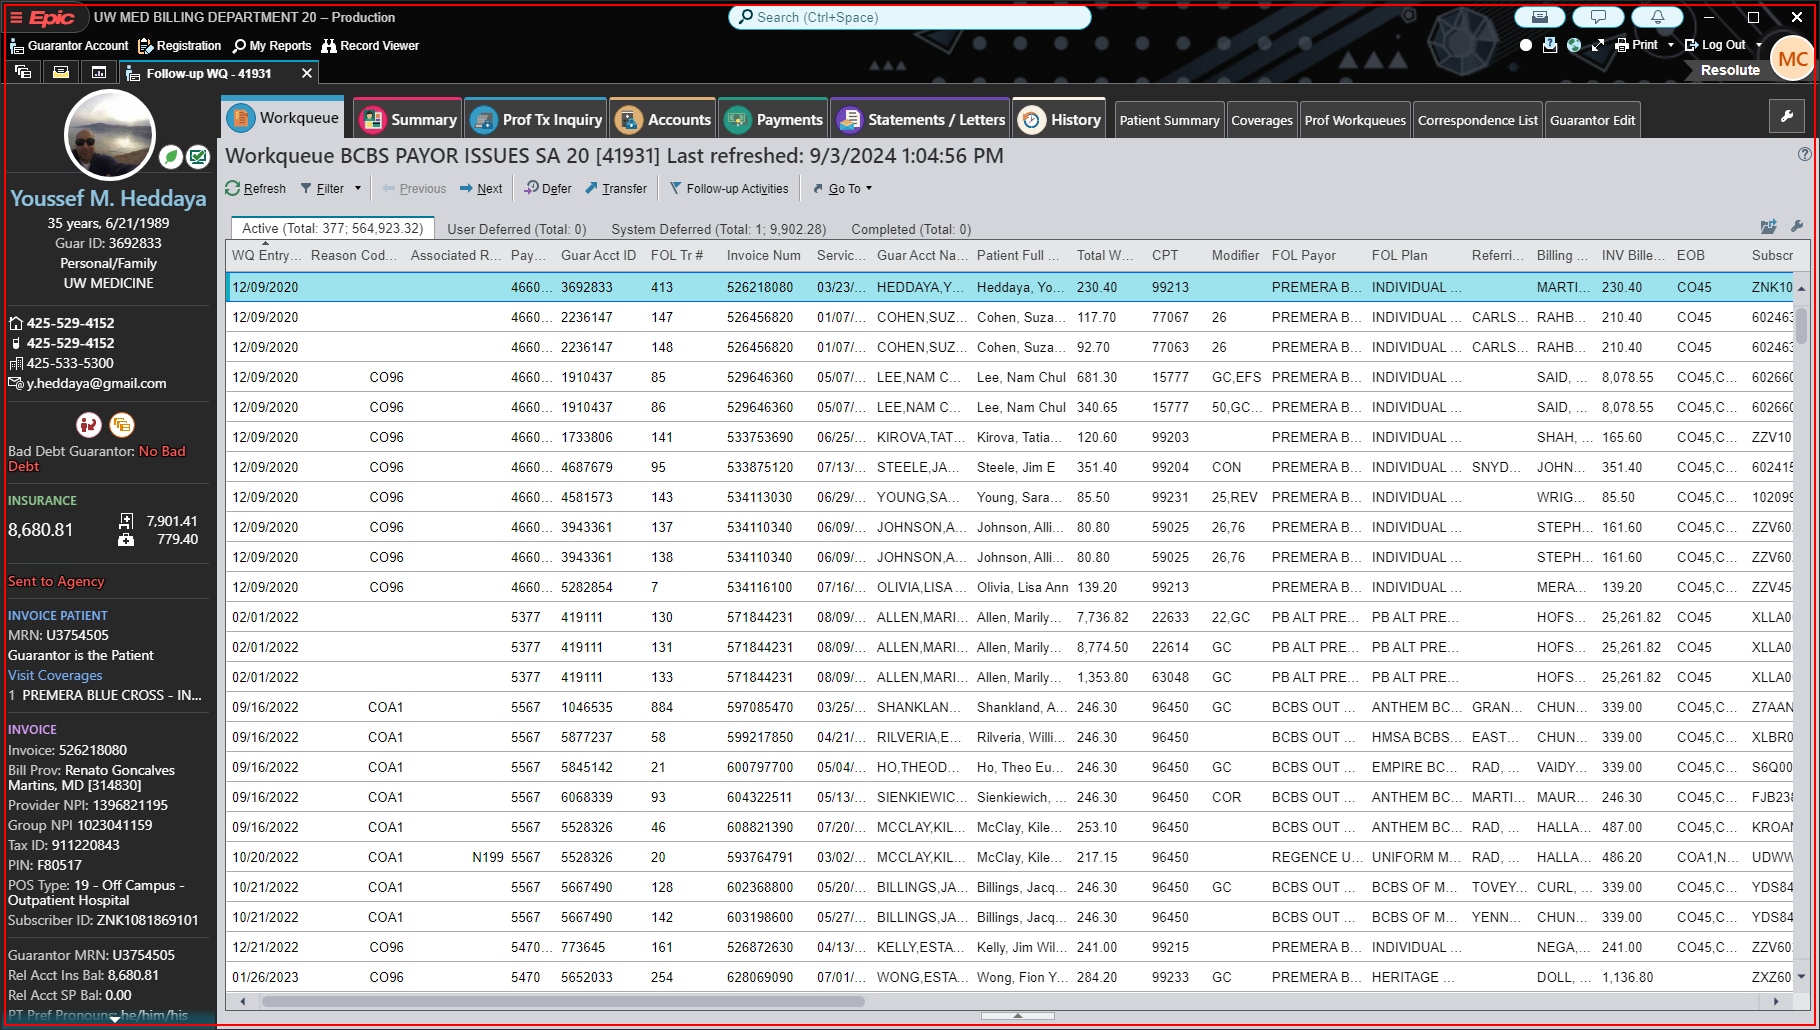 Epic UW MED BILLING DEPARTMENT 20 – Production
Search (Ctrl+Space)
Guarantor Account Registration My Reports Record Viewer
Print Log Out
MC
Follow-up WQ - 41931
Resolute
Workqueue Summary Prof Tx Inquiry Accounts Payments Statements / Letters History Patient Summary Coverages Prof Workqueues Correspondence List Guarantor Edit
Youssef M. Heddaya
35 years, 6/21/1989
Guar ID: 3692833
Personal/Family
UW MEDICINE
425-529-4152
425-529-4152
425-533-5300
y.heddaya@gmail.com
Bad Debt Guarantor: No Bad
Debt
INSURANCE
8,680.81
7,901.41
779.40
Sent to Agency
INVOICE PATIENT
MRN: U3754505
Guarantor is the Patient
Visit Coverages
1 PREMERA BLUE CROSS - IN...
INVOICE
Invoice: 526218080
Bill Prov: Renato Goncalves
Martins, MD [314830]
Provider NPI: 1396821195
Group NPI 1023041159
Tax ID: 911220843
PIN: F80517
POS Type: 19 - Off Campus -
Outpatient Hospital
Subscriber ID: ZNK1081869101
Guarantor MRN: U3754505
Rel Acct Ins Bal: 8,680.81
Rel Acct SP Bal: 0.00
PT Pref Pronouns: he/him/his
Workqueue BCBS PAYOR ISSUES SA 20 [41931] Last refreshed: 9/3/2024 1:04:56 PM
Refresh Filter Previous Next Defer Transfer Follow-up Activities Go To
Active (Total: 377; 564,923.32) User Deferred (Total: 0) System Deferred (Total: 1; 9,902.28) Completed (Total: 0)
WQ Entry... Reason Cod... Associated R... Pay... Guar Acct ID FOL Tr # Invoice Num Servic... Guar Acct Na... Patient Full ... Total W... CPT Modifier FOL Payor FOL Plan Referri... Billing ... INV Bille... EOB Subscr
12/09/2020 4660... 3692833 413 526218080 03/23/... HEDDAYA,Y... Heddaya, Yo... 230.40 99213 PREMERA B... INDIVIDUAL ... MARTI... 230.40 CO45 ZNK10
12/09/2020 4660... 2236147 147 526456820 01/07/... COHEN,SUZ... Cohen, Suza... 117.70 77067 26 PREMERA B... INDIVIDUAL ... CARLS... RAHB... 210.40 CO45 602463
12/09/2020 4660... 2236147 148 526456820 01/07/... COHEN,SUZ... Cohen, Suza... 92.70 77063 26 PREMERA B... INDIVIDUAL ... CARLS... RAHB... 210.40 CO45 602463
12/09/2020 CO96 4660... 1910437 85 529646360 05/07/... LEE,NAM C... Lee, Nam Chul 681.30 15777 GC,EFS PREMERA B... INDIVIDUAL ... SAID, ... 8,078.55 CO45,C... 602660
12/09/2020 CO96 4660... 1910437 86 529646360 05/07/... LEE,NAM C... Lee, Nam Chul 340.65 15777 50,GC... PREMERA B... INDIVIDUAL ... SAID, ... 8,078.55 CO45,C... 602660
12/09/2020 CO96 4660... 1733806 141 533753690 06/25/... KIROVA,TAT... Kirova, Tatia... 120.60 99203 PREMERA B... INDIVIDUAL ... SHAH, ... 165.60 CO45,C... ZZV101
12/09/2020 CO96 4660... 4687679 95 533875120 07/13/... STEELE,JA... Steele, Jim E 351.40 99204 CON PREMERA B... INDIVIDUAL ... SNYD... JOHN... 351.40 CO45,C... 602415
12/09/2020 CO96 4660... 4581573 143 534113030 06/29/... YOUNG,SA... Young, Sara... 85.50 99231 25,REV PREMERA B... INDIVIDUAL ... WRIG... 85.50 CO45,C... 102099
12/09/2020 CO96 4660... 3943361 137 534110340 06/09/... JOHNSON,A... Johnson, Alli... 80.80 59025 26,76 PREMERA B... INDIVIDUAL ... STEPH... 161.60 CO45,C... ZZV60
12/09/2020 CO96 4660... 3943361 138 534110340 06/09/... JOHNSON,A... Johnson, Alli... 80.80 59025 26,76 PREMERA B... INDIVIDUAL ... STEPH... 161.60 CO45,C... ZZV60
12/09/2020 CO96 4660... 5282854 7 534116100 07/16/... OLIVIA,LISA ... Olivia, Lisa Ann 139.20 99213 PREMERA B... INDIVIDUAL ... MERA... 139.20 CO45,C... ZZV45
02/01/2022 5377 419111 130 571844231 08/09/... ALLEN,MARI... Allen, Marily... 7,736.82 22633 22,GC PB ALT PRE... PB ALT PRE... HOFS... 25,261.82 CO45 XLLA0
02/01/2022 5377 419111 131 571844231 08/09/... ALLEN,MARI... Allen, Marily... 8,774.50 22614 GC PB ALT PRE... PB ALT PRE... HOFS... 25,261.82 CO45 XLLA0
02/01/2022 5377 419111 133 571844231 08/09/... ALLEN,MARI... Allen, Marily... 1,353.80 63048 GC PB ALT PRE... PB ALT PRE... HOFS... 25,261.82 CO45 XLLA0
09/16/2022 COA1 5567 1046535 884 597085470 03/25/... SHANKLAN... Shankland, A... 246.30 96450 GC BCBS OUT ... ANTHEM BC... GRAN... CHUN... 339.00 CO45,C... Z7AAN
09/16/2022 COA1 5567 5877237 58 599217850 04/21/... RILVERIA,E... Rilveria, Willi... 246.30 96450 BCBS OUT ... HMSA BCBS... EAST... CHUN... 339.00 CO45,C... XLBR0
09/16/2022 COA1 5567 5845142 21 600797700 05/04/... HO,THEOD... Ho, Theo Eu... 246.30 96450 GC BCBS OUT ... EMPIRE BC... RAD, ... VAIDY... 339.00 CO45,C... S6Q00
09/16/2022 COA1 5567 6068339 93 604322511 05/13/... SIENKIEWIC... Sienkiewich, ... 246.30 96450 COR BCBS OUT ... ANTHEM BC... MARTI... MAUR... 246.30 CO45,C... FJB238
09/16/2022 COA1 5567 5528326 46 608821390 07/20/... MCCLAY,KIL... McClay, Kile... 253.10 96450 BCBS OUT ... ANTHEM BC... RAD, ... HALLA... 487.00 CO45,C... KROAN
10/20/2022 COA1 N199 5567 5528326 20 593764791 03/02/... MCCLAY,KIL... McClay, Kile... 217.15 96450 REGENCE U... UNIFORM M... RAD, ... HALLA... 486.20 COA1,N... UDWW
10/21/2022 COA1 5567 5667490 128 602368800 05/20/... BILLINGS,JA... Billings, Jacq... 246.30 96450 GC BCBS OUT ... BCBS OF M... TOVEY... CURL, ... 339.00 CO45,C... YDS84
10/21/2022 COA1 5567 5667490 142 603198600 05/27/... BILLINGS,JA... Billings, Jacq... 246.30 96450 BCBS OUT ... BCBS OF M... YENN... CHUN... 339.00 CO45,C... YDS84
12/21/2022 CO96 5470... 773645 161 526872630 04/13/... KELLY,ESTA... Kelly, Jim Wil... 241.00 99215 PREMERA B... INDIVIDUAL ... NEGA,... 241.00 CO45,C... ZZV60
01/26/2023 CO96 5470 5652033 254 628069090 07/01/... WONG,ESTA... Wong, Fion Y... 284.20 99233 GC PREMERA B... HERITAGE ... DOLL, ... 1,136.80 ZXZ60